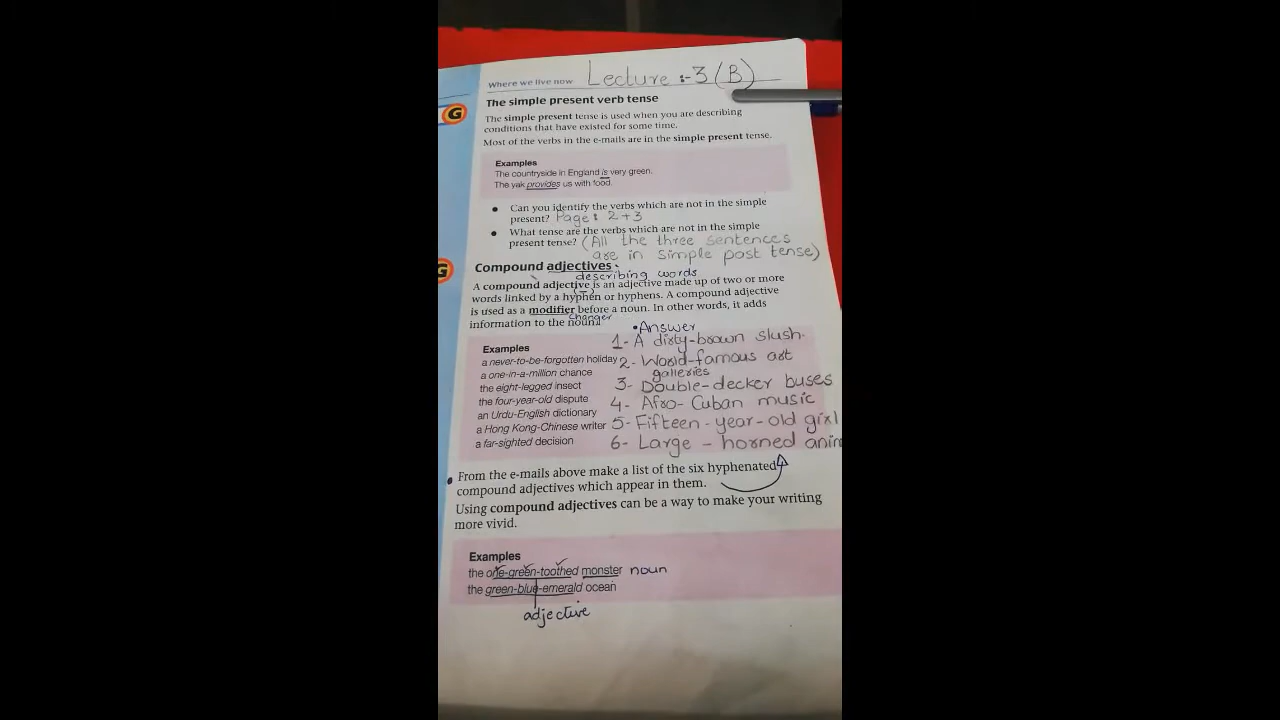 Where we live now Lecture :-3 (B)
The simple present verb tense
G
The simple present tense is used when you are describing
conditions that have existed for some time.
Most of the verbs in the e-mails are in the simple present tense.
Examples
The countryside in England is very green.
The yak provides us with food.
• Can you identify the verbs which are not in the simple
present? Page: 2+3
• What tense are the verbs which are not in the simple
present tense? (All the three sentences
are in simple past tense)
G
Compound adjectives:
describing words
A compound adjective is an adjective made up of two or more
(-)
words linked by a hyphen or hyphens. A compound adjective
is used as a modifier before a noun. In other words, it adds
changer
information to the noun.
• Answer
1- A dirty-brown slush.
Examples
a never-to-be-forgotten holiday 2- World-famous art
galleries
a one-in-a-million chance
the eight-legged insect 3- Double-decker buses
the four-year-old dispute 4- Afro-Cuban music
an Urdu-English dictionary
a Hong Kong-Chinese writer 5- Fifteen-year-old girl
a far-sighted decision 6- Large-horned anim
• From the e-mails above make a list of the six hyphenated
compound adjectives which appear in them.
Using compound adjectives can be a way to make your writing
more vivid.
Examples
the one-green-toothed monster noun
the green-blue-emerald ocean
adjective